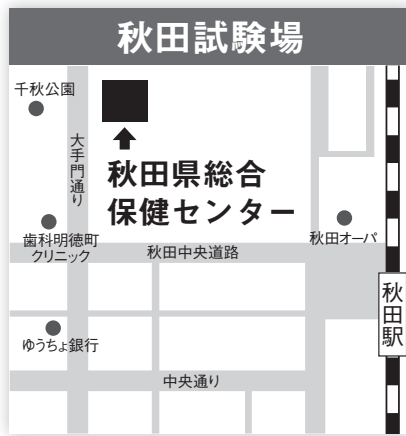 秋田試験場
千秋公園
大手門通り
秋田県総合
保健センター
歯科明徳町
クリニック
秋田中央道路
秋田オーパ
秋田駅
ゆうちょ銀行
中央通り